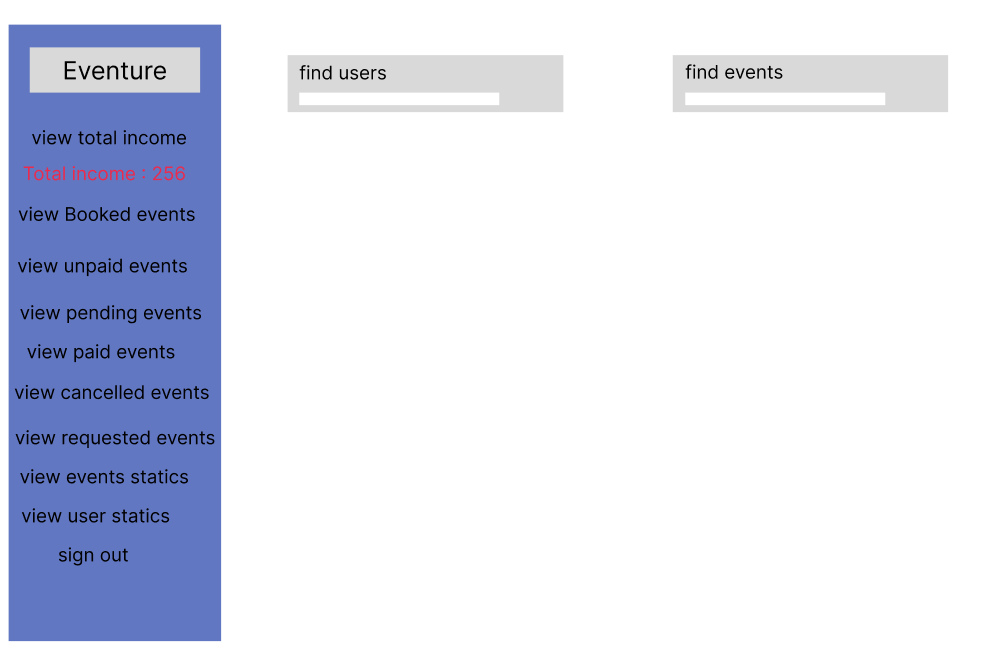 Eventure
view total income
Total income : 256
view Booked events
view unpaid events
view pending events
view paid events
view cancelled events
view requested events
view events statics
view user statics
sign out
find users
find events